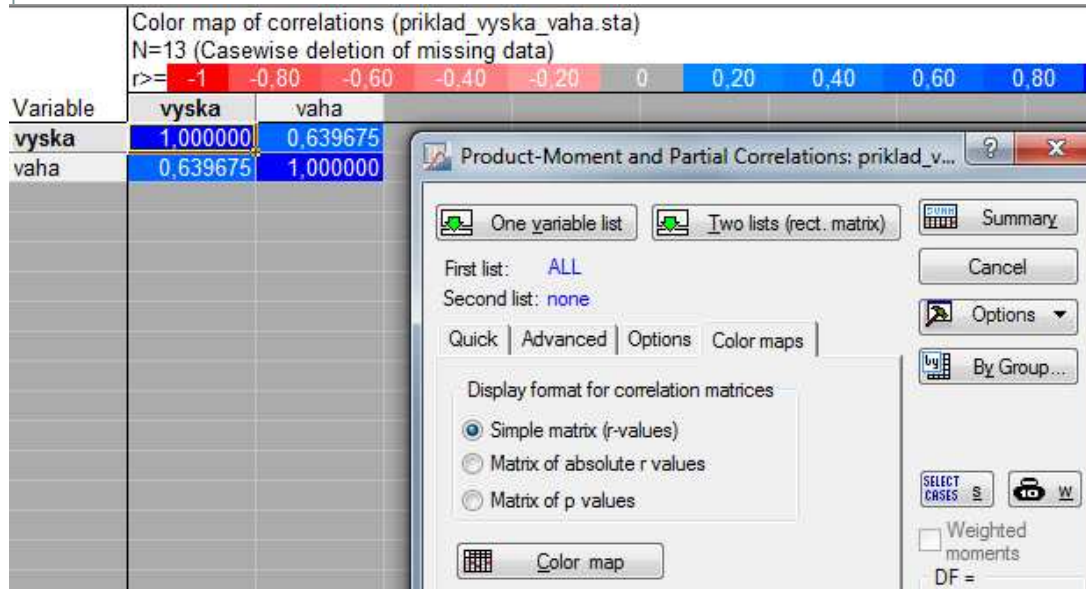 Color map of correlations (priklad_vyska_vaha.sta)
N=13 (Casewise deletion of missing data)
r>= -1 -0,80 -0,60 -0,40 -0,20 0 0,20 0,40 0,60 0,80
Variable vyska vaha
vyska 1,000000 0,639675
vaha 0,639675 1,000000
Product-Moment and Partial Correlations: priklad_v... ? x
One variable list Two lists (rect. matrix) Summary
First list: ALL Cancel
Second list: none
Options
Quick Advanced Options Color maps
By Group...
Display format for correlation matrices
Simple matrix (r-values)
Matrix of absolute r values
Matrix of p values
SELECT CASES S W
Weighted moments
Color map
DF =